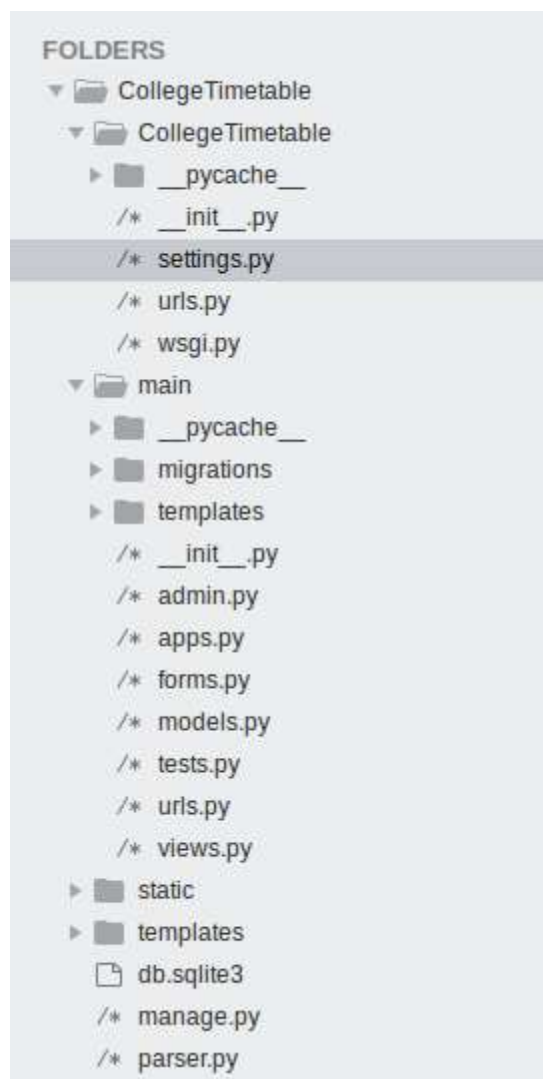 FOLDERS
CollegeTimetable
CollegeTimetable
__pycache__
/* __init__.py
/* settings.py
/* urls.py
/* wsgi.py
main
__pycache__
migrations
templates
/* __init__.py
/* admin.py
/* apps.py
/* forms.py
/* models.py
/* tests.py
/* urls.py
/* views.py
static
templates
db.sqlite3
/* manage.py
/* parser.py